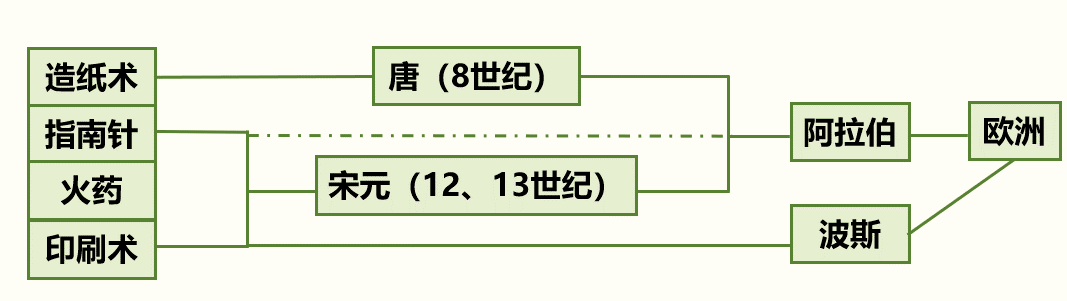 造纸术
唐（8世纪）
指南针
阿拉伯
欧洲
火药
宋元（12、13世纪）
印刷术
波斯